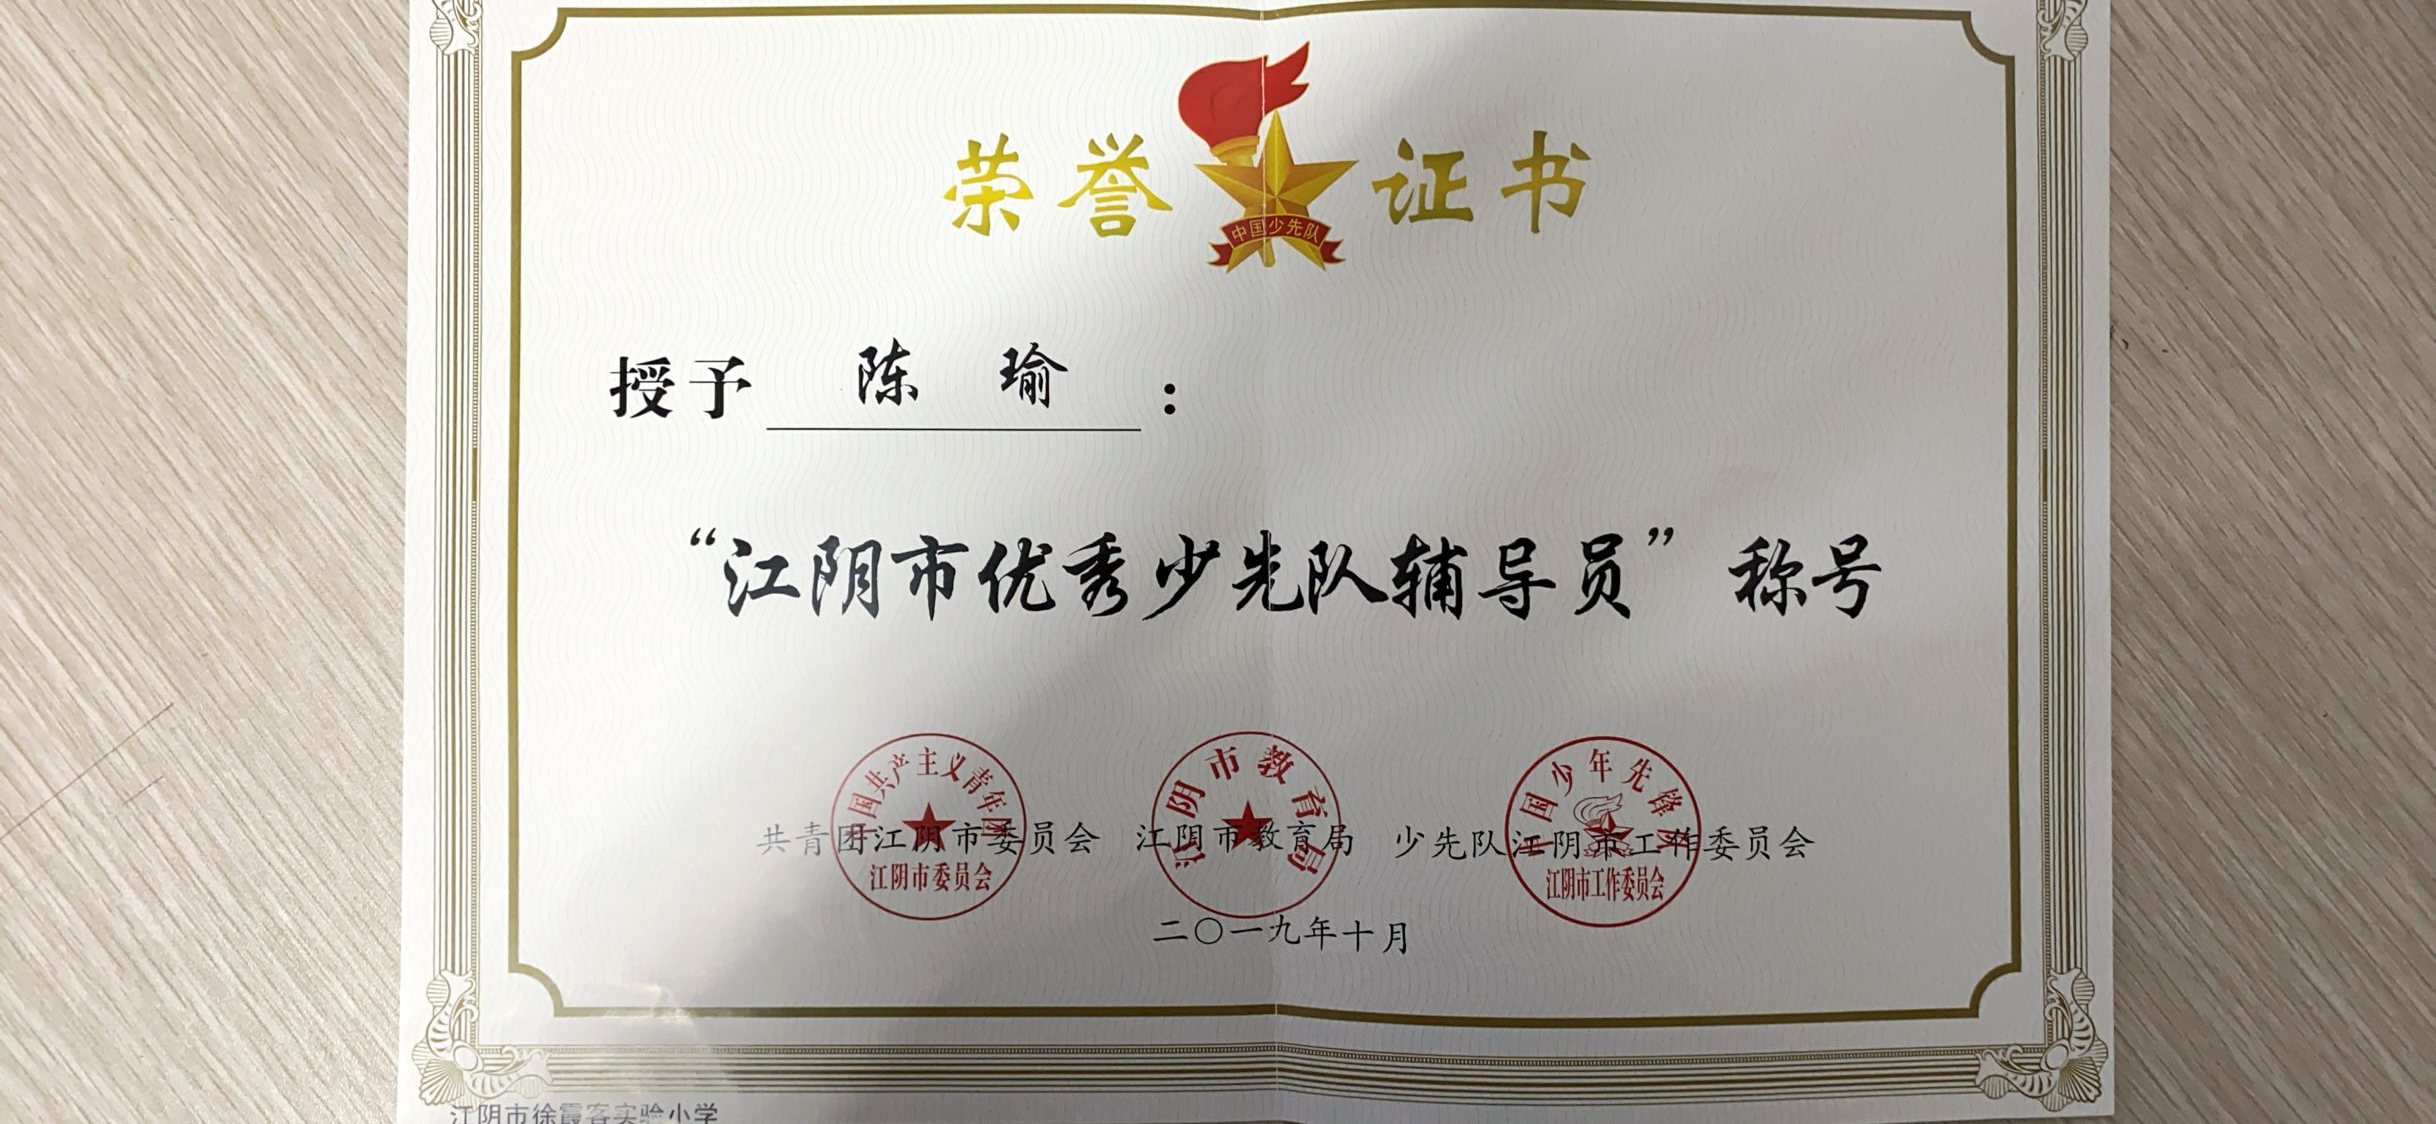 荣誉证书
中国少先队
授予 陈 瑜 ：
“江阴市优秀少先队辅导员”称号
中国共产主义青年团
江阴市委员会
江阴市教育局
中国少年先锋队
江阴市工作委员会
共青团江阴市委员会 江阴市教育局 少先队江阴市工作委员会
二〇一九年十月
江阴市徐霞客实验小学